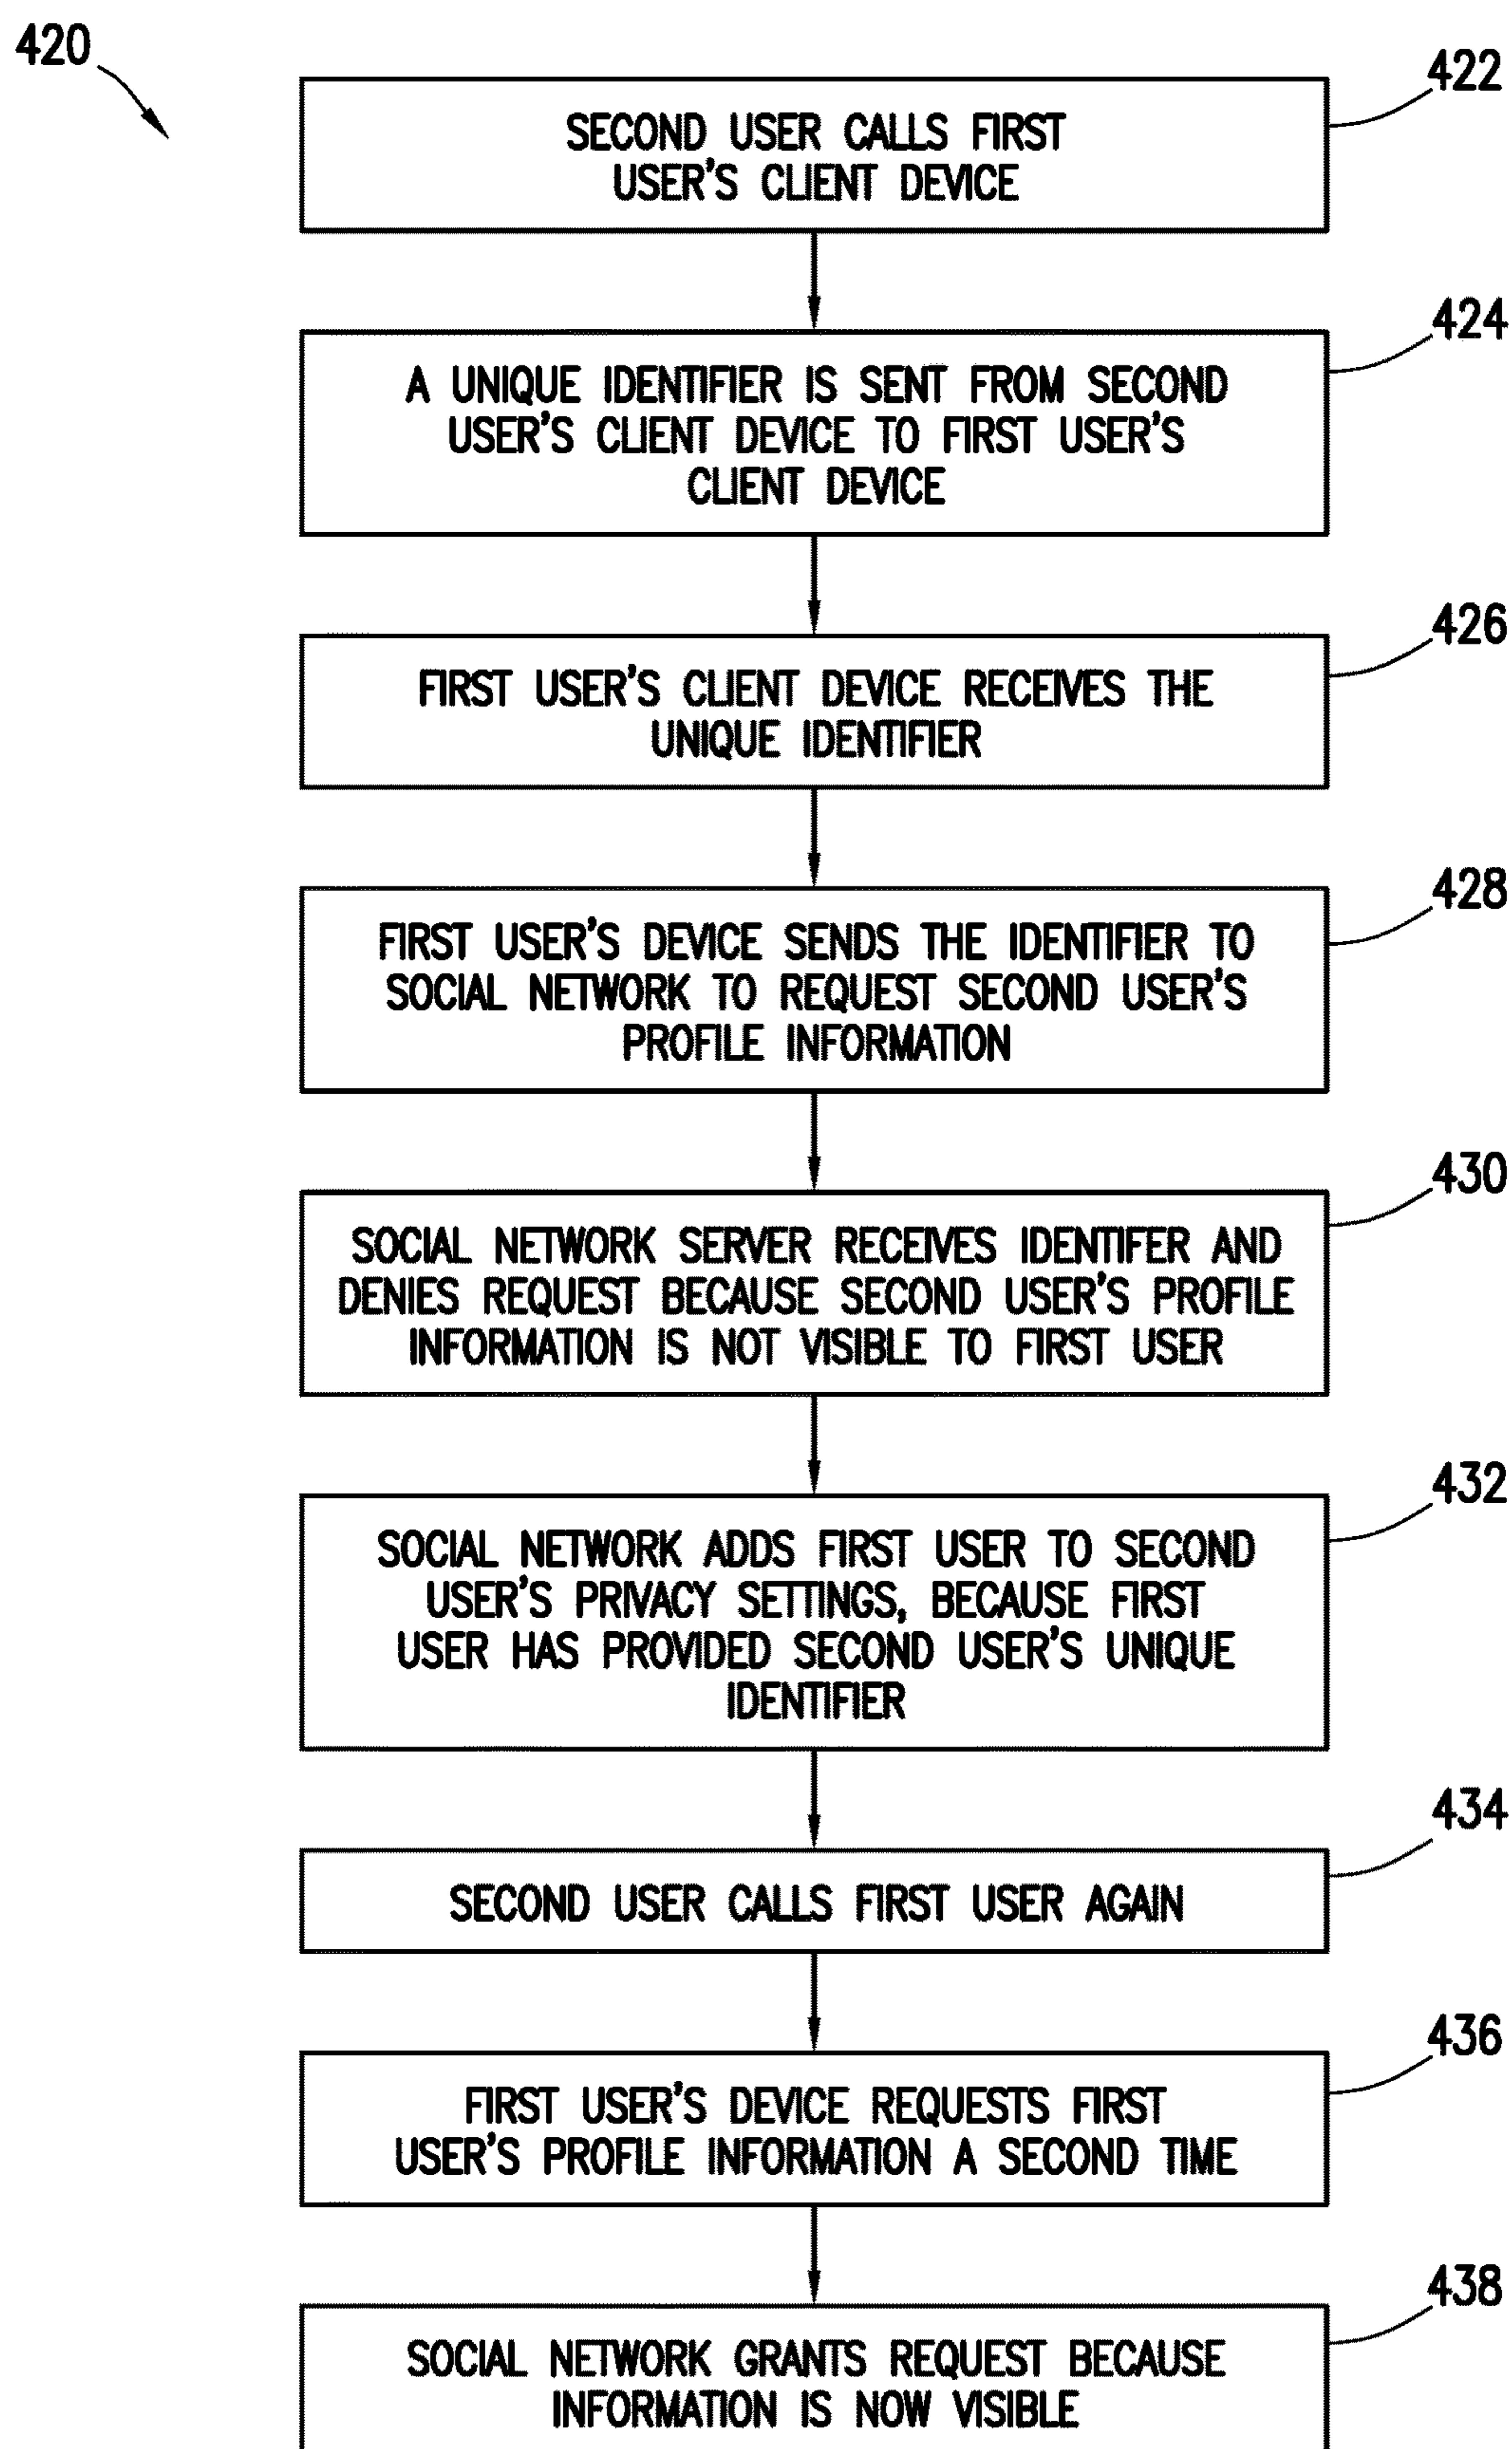 420
422
SECOND USER CALLS FIRST
USER'S CLIENT DEVICE
424
A UNIQUE IDENTIFIER IS SENT FROM SECOND
USER'S CLIENT DEVICE TO FIRST USER'S
CLIENT DEVICE
426
FIRST USER'S CLIENT DEVICE RECEIVES THE
UNIQUE IDENTIFIER
428
FIRST USER'S DEVICE SENDS THE IDENTIFIER TO
SOCIAL NETWORK TO REQUEST SECOND USER'S
PROFILE INFORMATION
430
SOCIAL NETWORK SERVER RECEIVES IDENTIFER AND
DENIES REQUEST BECAUSE SECOND USER'S PROFILE
INFORMATION IS NOT VISIBLE TO FIRST USER
432
SOCIAL NETWORK ADDS FIRST USER TO SECOND
USER'S PRIVACY SETTINGS, BECAUSE FIRST
USER HAS PROVIDED SECOND USER'S UNIQUE
IDENTIFIER
434
SECOND USER CALLS FIRST USER AGAIN
436
FIRST USER'S DEVICE REQUESTS FIRST
USER'S PROFILE INFORMATION A SECOND TIME
438
SOCIAL NETWORK GRANTS REQUEST BECAUSE
INFORMATION IS NOW VISIBLE